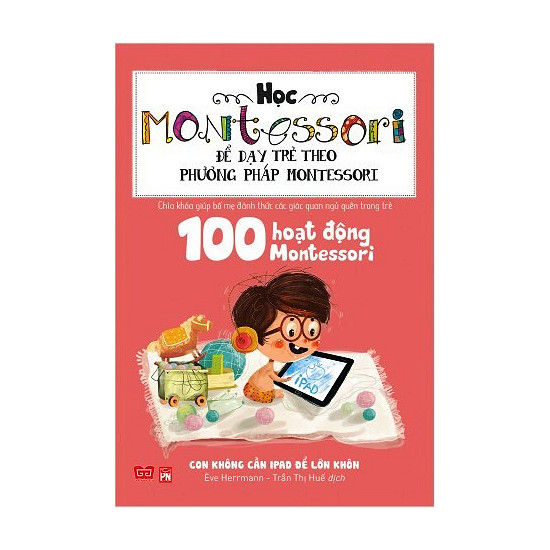 Học
MONtessori
ĐỂ DẠY TRẺ THEO
PHƯƠNG PHÁP MONTESSORI
Chìa khóa giúp bố mẹ đánh thức các giác quan ngủ quên trong trẻ
100 hoạt động
Montessori
IPAD
CON KHÔNG CẦN IPAD ĐỂ LỚN KHÔN
Ève Herrmann - Trần Thị Huế dịch
PN